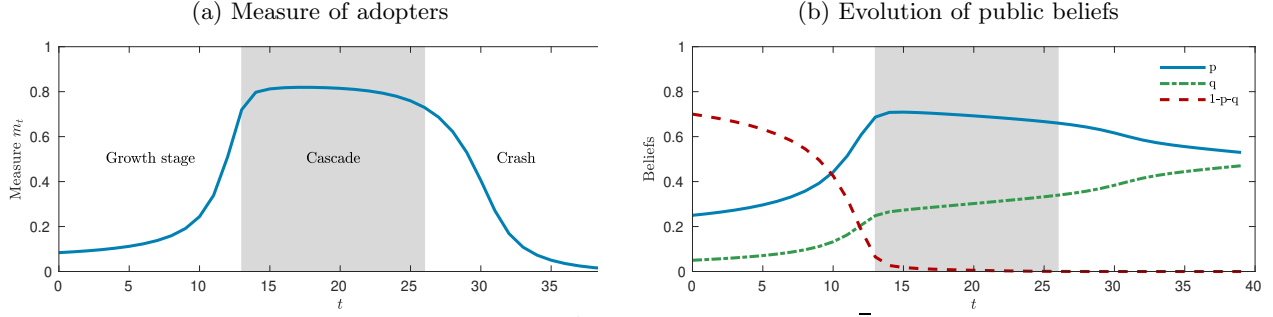 (a) Measure of adopters
1
0.8
0.6
0.4
0.2
0
Measure m_t
Growth stage
Cascade
Crash
0 5 10 15 20 25 30 35
t
(b) Evolution of public beliefs
1
0.8
0.6
0.4
0.2
0
Beliefs
p
q
1-p-q
0 5 10 15 20 25 30 35 40
t